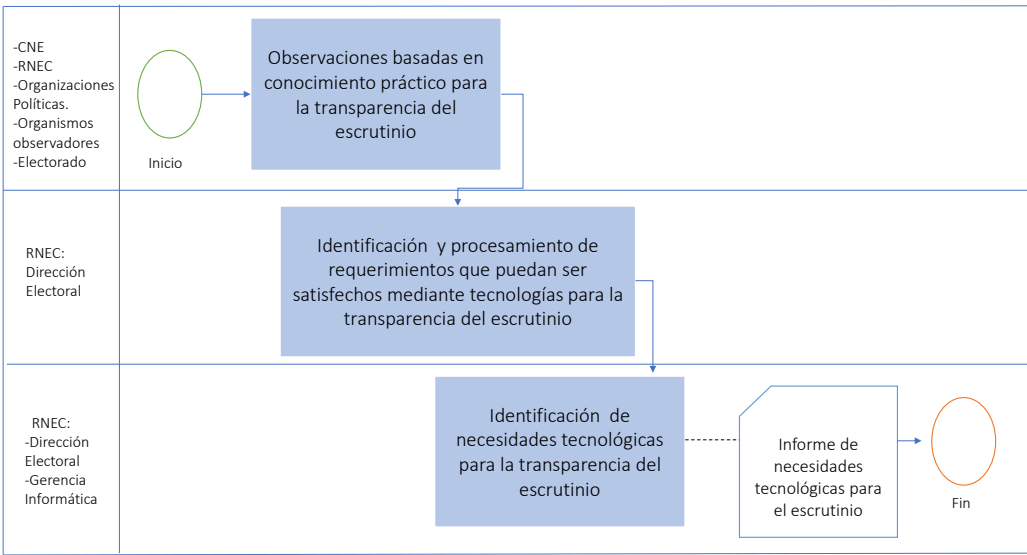 -CNE
-RNEC
-Organizaciones
Políticas.
-Organismos
observadores
-Electorado
Inicio
Observaciones basadas en
conocimiento práctico para
la transparencia del
escrutinio
RNEC:
Dirección
Electoral
Identificación y procesamiento de
requerimientos que puedan ser
satisfechos mediante tecnologías para la
transparencia del escrutinio
RNEC:
-Dirección
Electoral
-Gerencia
Informática
Identificación de
necesidades tecnológicas
para la transparencia del
escrutinio
Informe de
necesidades
tecnológicas para
el escrutinio
Fin